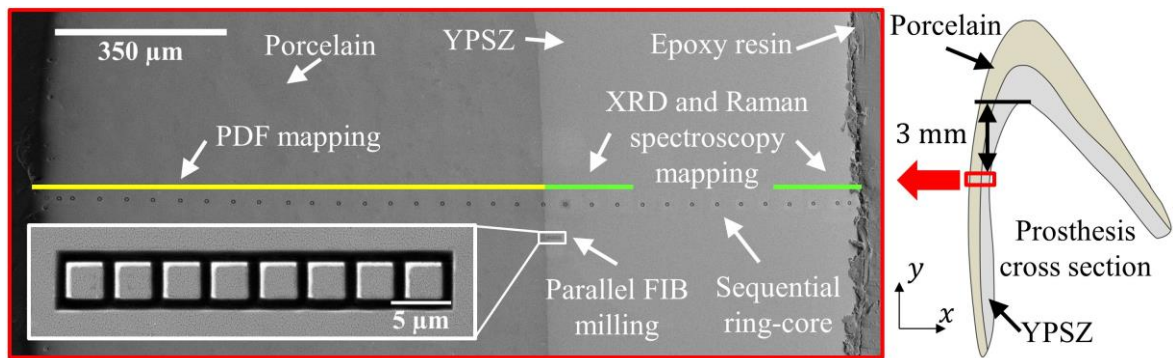 350 µm
Porcelain
YPSZ
Epoxy resin
PDF mapping
XRD and Raman
spectroscopy
mapping
5 µm
Parallel FIB
milling
Sequential
ring-core
Porcelain
3 mm
Prosthesis
cross section
y
x
YPSZ